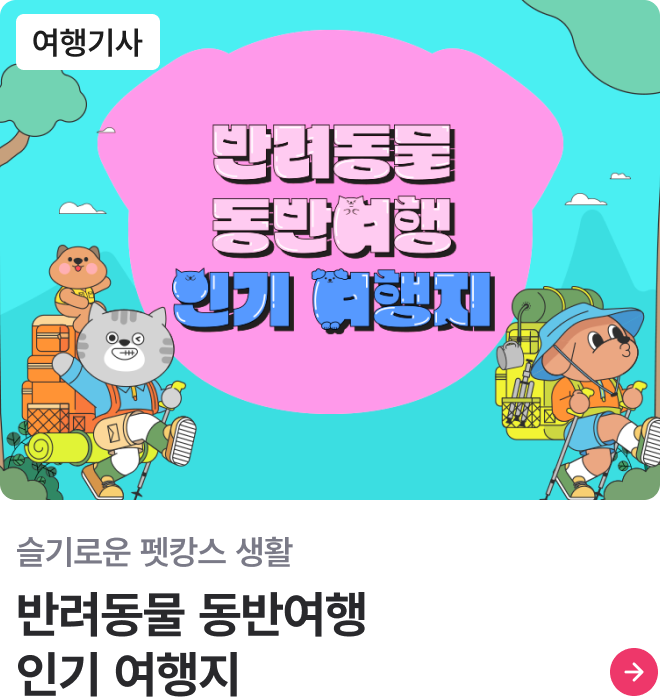 여행기사
반려동물
동반여행
인기 여행지
슬기로운 펫캉스 생활
반려동물 동반여행
인기 여행지